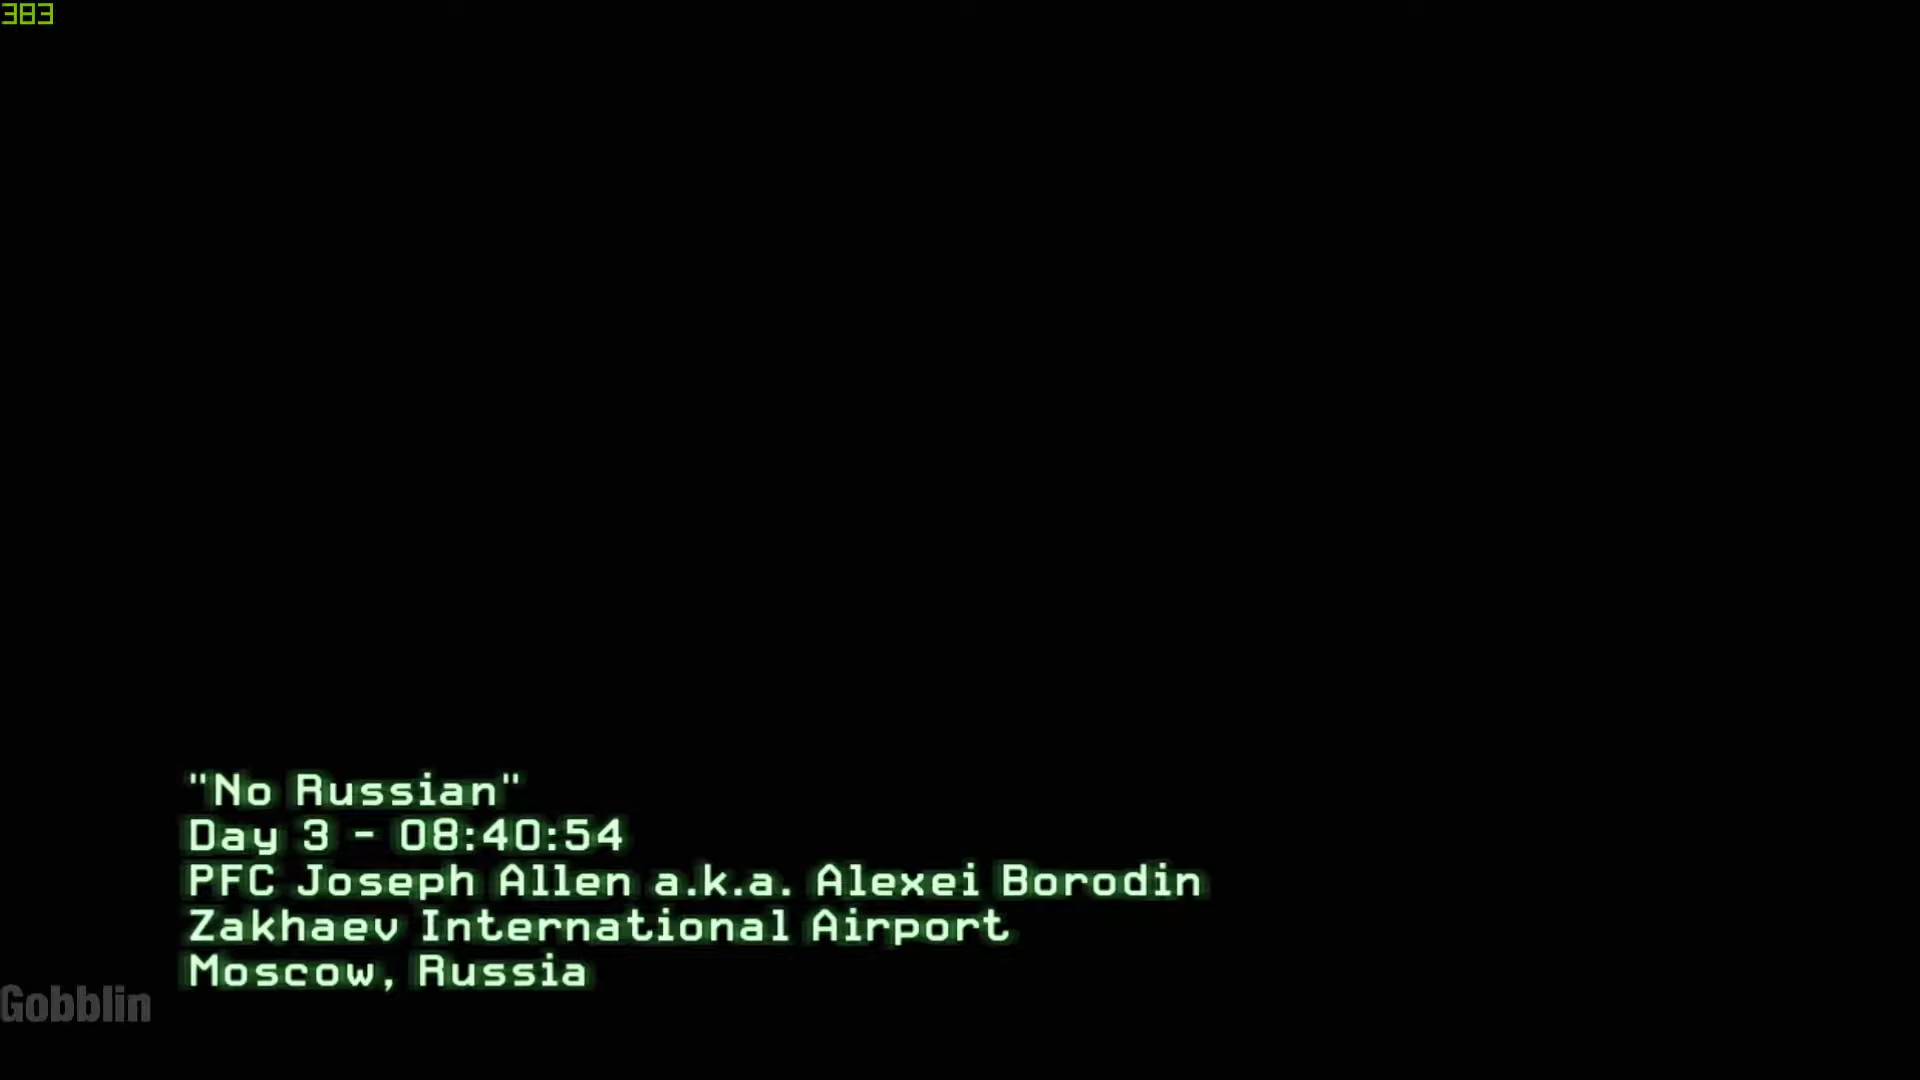 383
"No Russian"
Day 3 - 08:40:54
PFC Joseph Allen a.k.a. Alexei Borodin
Zakhaev International Airport
Moscow, Russia
Gobblin